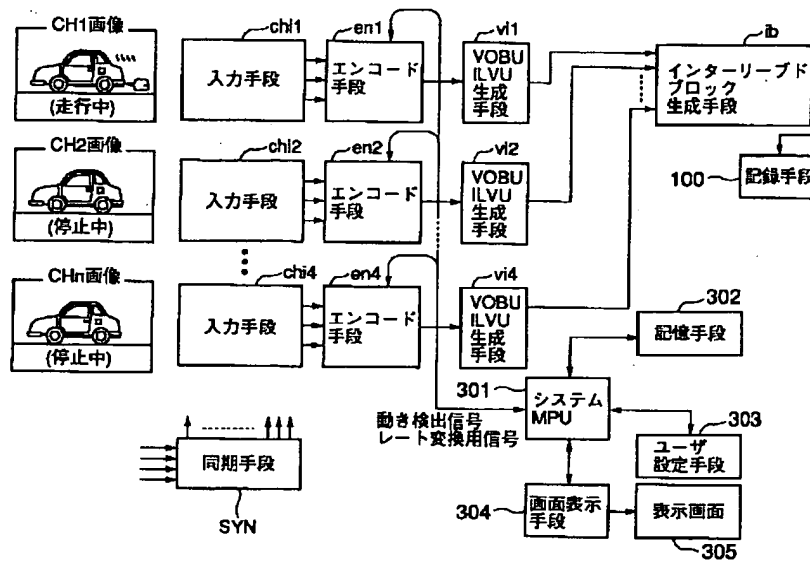 CH1画像
(走行中)
chi1
入力手段
en1
エンコード
手段
vi1
VOBU
ILVU
生成
手段
ib
インターリーブド
ブロック
生成手段
100
記録手段
CH2画像
(停止中)
chi2
入力手段
en2
エンコード
手段
vi2
VOBU
ILVU
生成
手段
CHn画像
(停止中)
chi4
入力手段
en4
エンコード
手段
vi4
VOBU
ILVU
生成
手段
302
記憶手段
301
システム
MPU
動き検出信号
レート変換用信号
303
ユーザ
設定手段
同期手段
SYN
304
画面表示
手段
表示画面
305